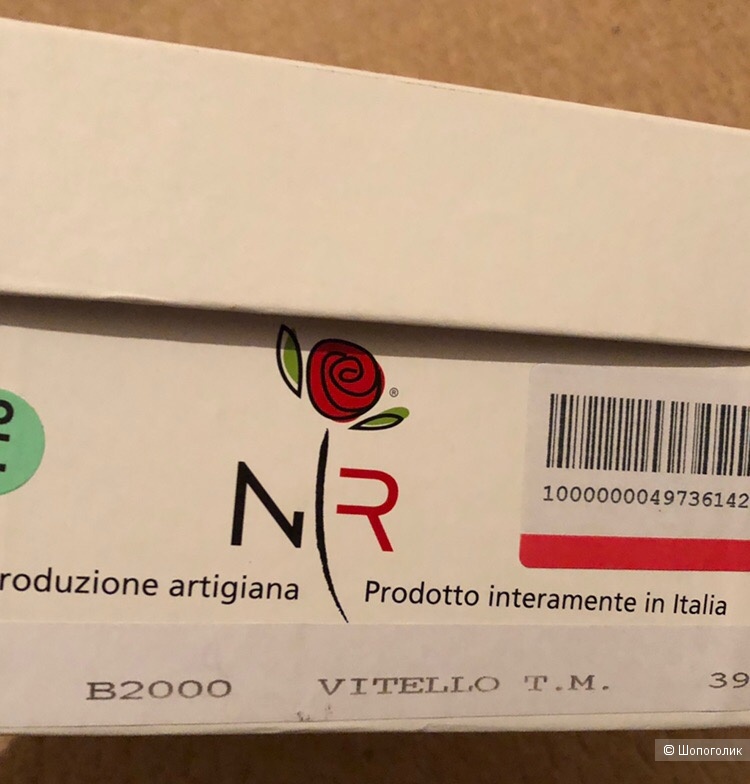 ®
NR
roduzione artigiana
Prodotto interamente in Italia
1000000049736142
B2000 VITELLO T.M. 39
© Шопоголик